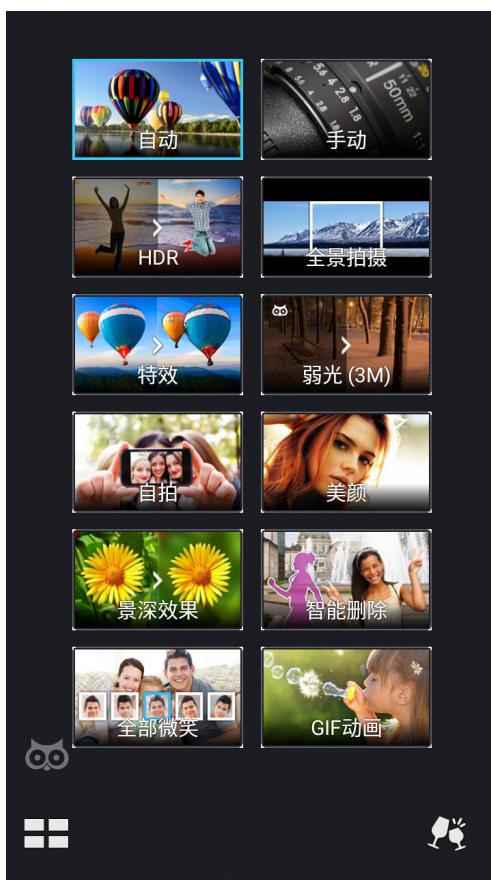 自动
手动
HDR
全景拍摄
特效
弱光 (3M)
自拍
美颜
景深效果
智能删除
全部微笑
GIF动画